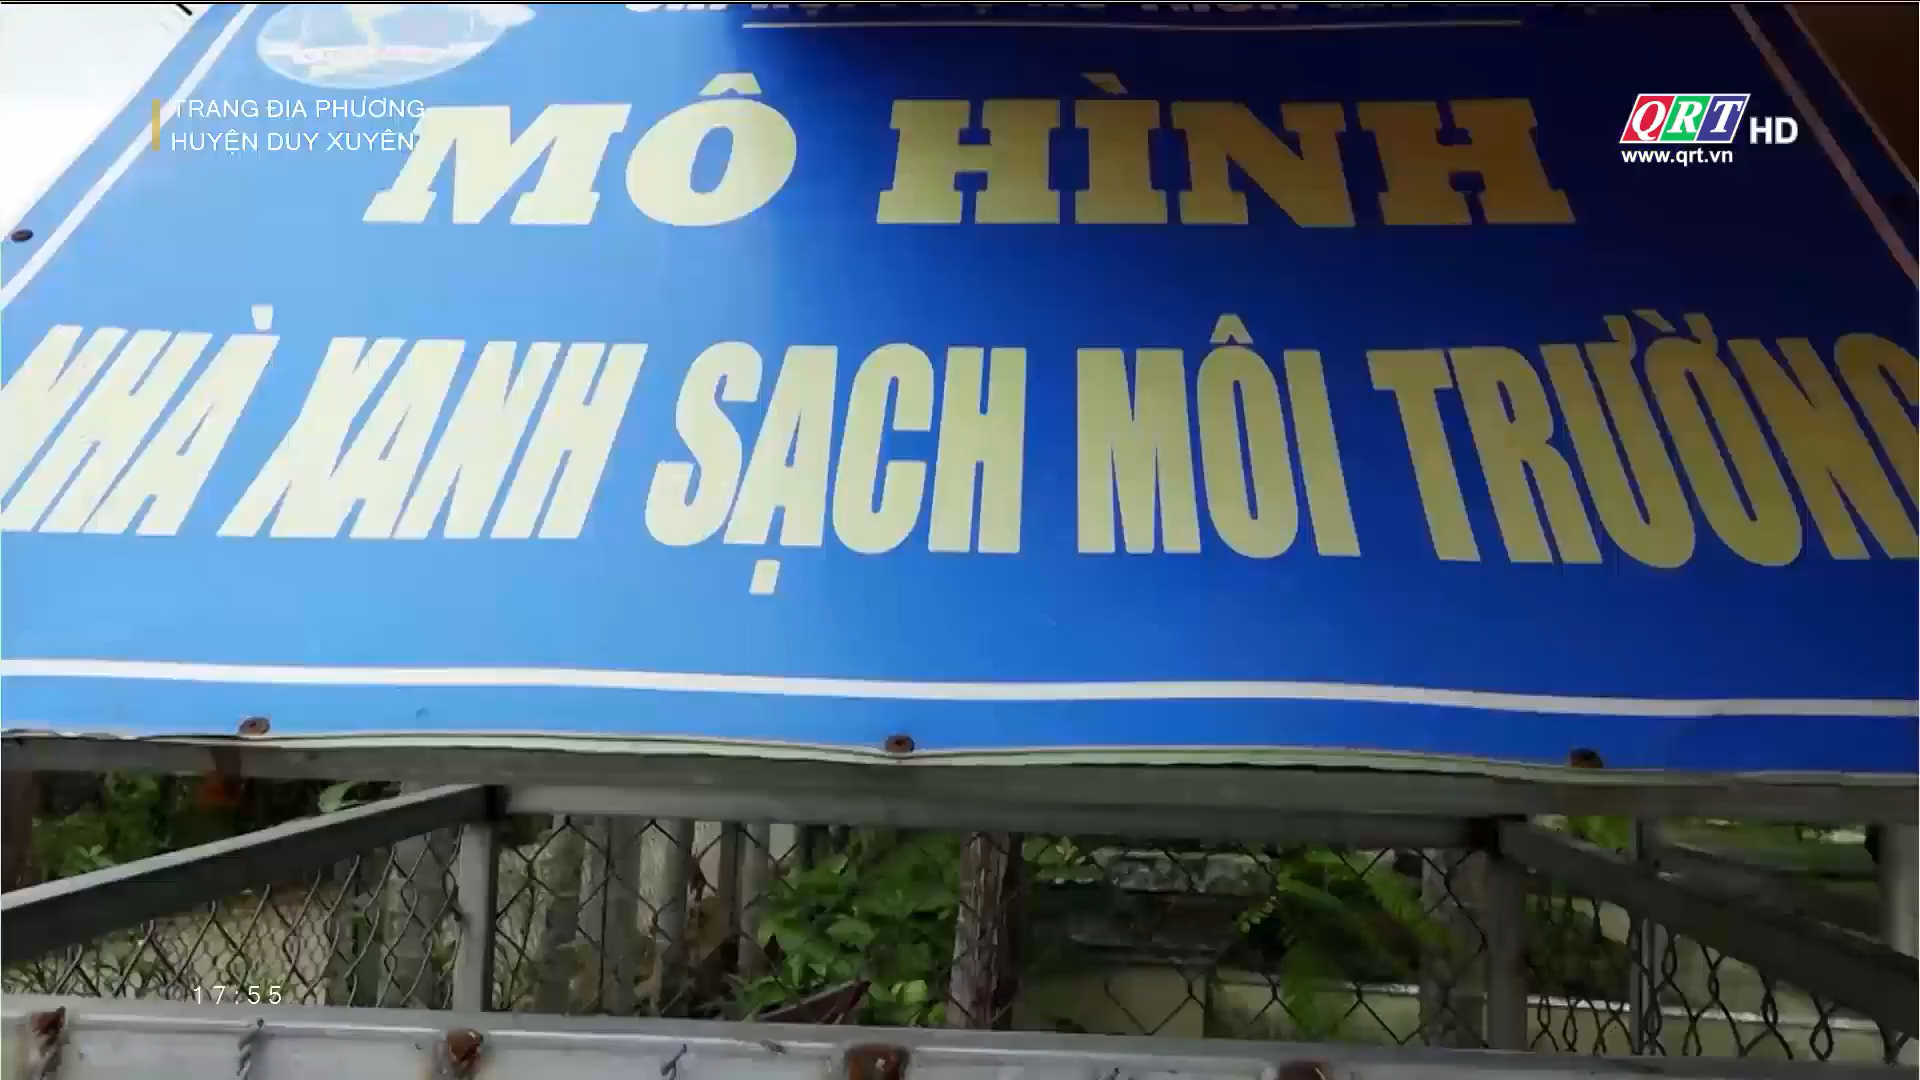 TRANG ĐỊA PHƯƠNG
HUYỆN DUY XUYÊN
QRT HD
www.qrt.vn
MÔ HÌNH
NHÀ XANH SẠCH MÔI TRƯỜNG
17:55